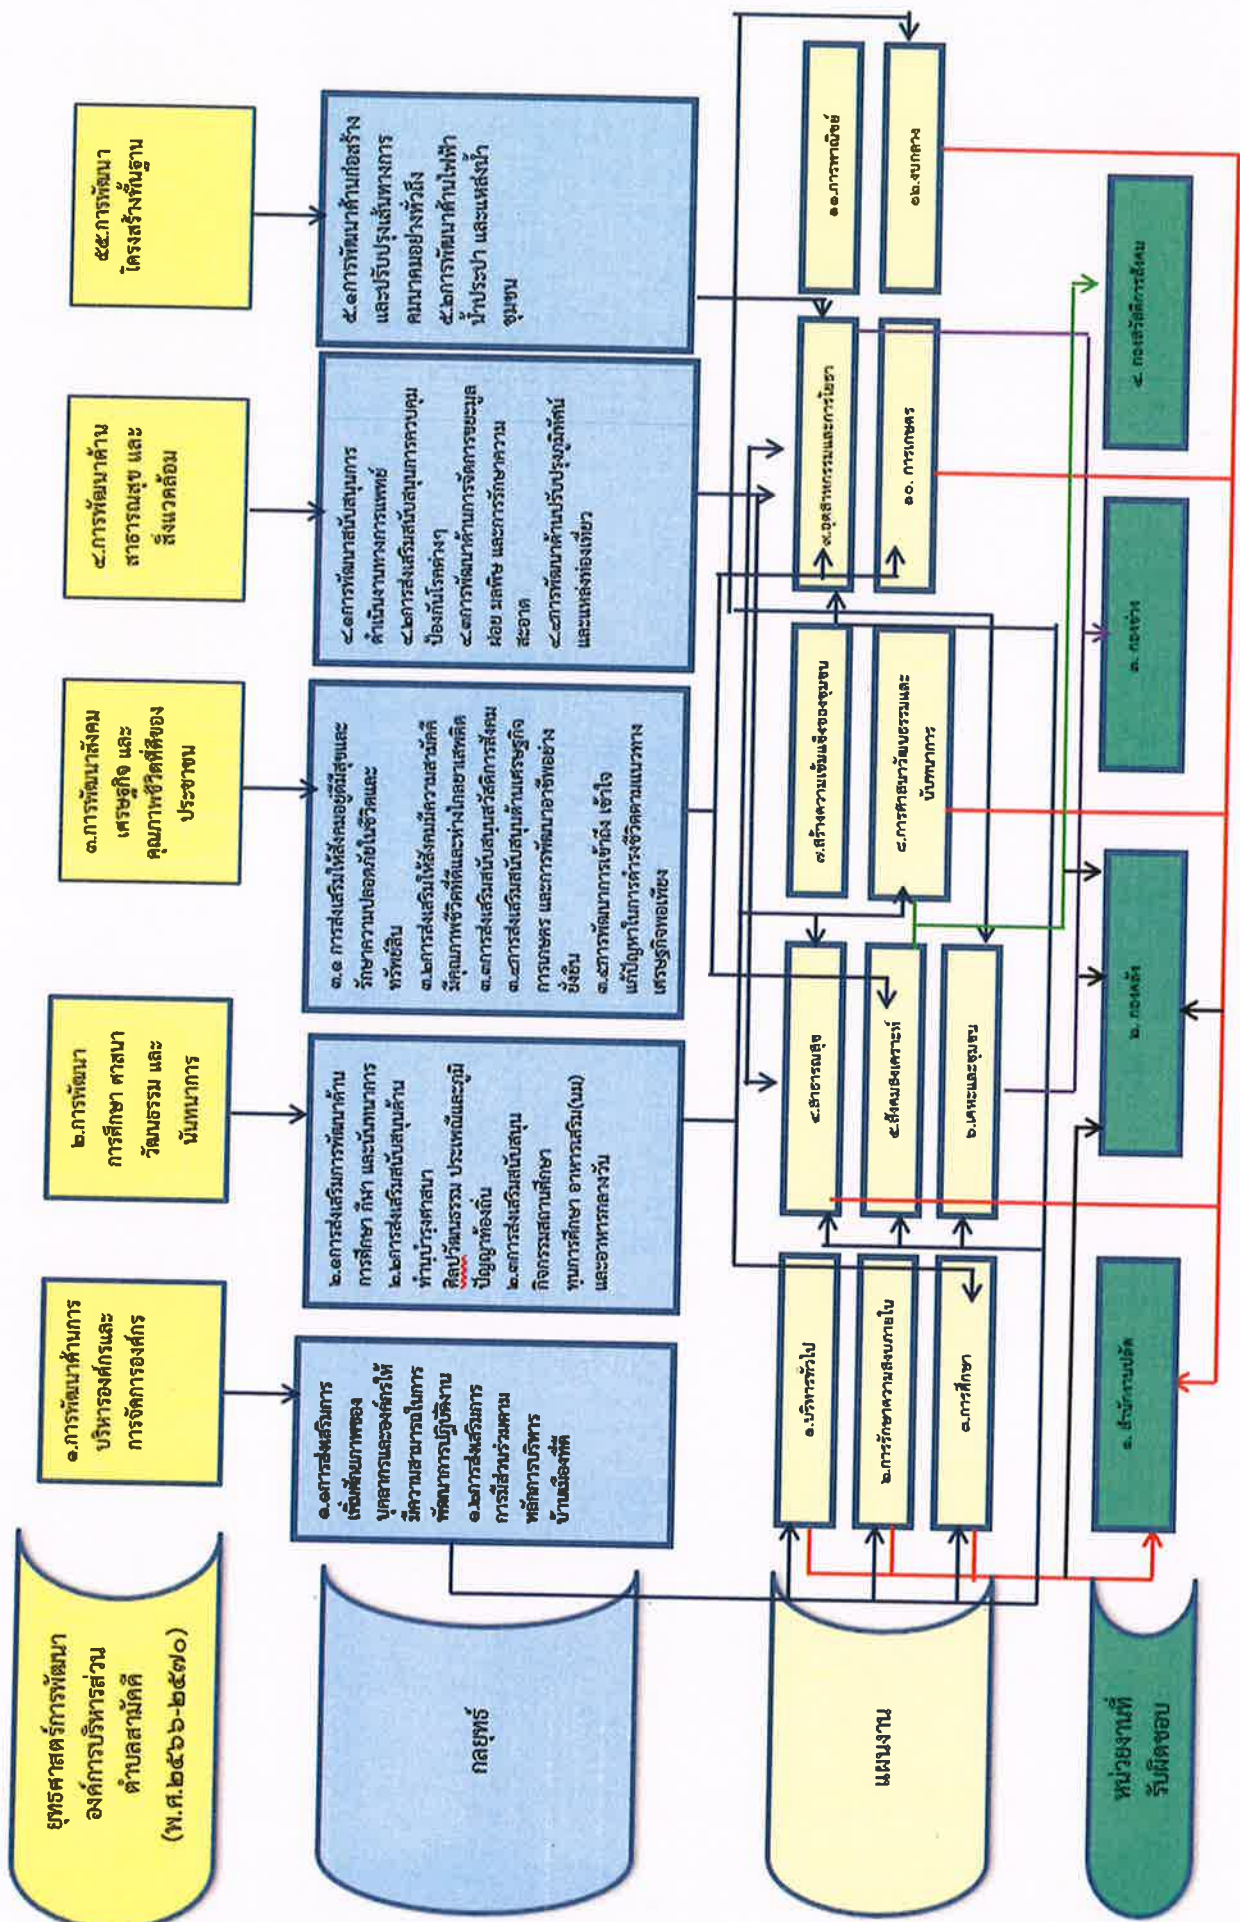 ยุทธศาสตร์การพัฒนา
องค์การบริหารส่วน
ตำบลสามัคคี
(พ.ศ.๒๕๖๖-๒๕๗๐)
๑.การพัฒนาด้านการ
บริหารองค์กรและ
การจัดการองค์กร
๒.การพัฒนา
การศึกษา ศาสนา
วัฒนธรรม และ
นันทนาการ
๓.การพัฒนาสังคม
เศรษฐกิจ และ
คุณภาพชีวิตที่ดีของ
ประชาชน
๔.การพัฒนาด้าน
สาธารณสุข และ
สิ่งแวดล้อม
๕๕.การพัฒนา
โครงสร้างพื้นฐาน
กลยุทธ์
๑.๑การส่งเสริมการ
เพิ่มศักยภาพของ
บุคลากรและองค์กรให้
มีความสามารถในการ
พัฒนาการปฏิบัติงาน
๑.๒การส่งเสริมการ
การมีส่วนร่วมตาม
หลักการบริหาร
บ้านเมืองที่ดี
๒.๑การส่งเสริมการพัฒนาด้าน
การศึกษา กีฬา และนันทนาการ
๒.๒การส่งเสริมสนับสนุนด้าน
ทำนุบำรุงศาสนา
ศิลปวัฒนธรรม ประเพณีและภูมิ
ปัญญาท้องถิ่น
๒.๓การส่งเสริมสนับสนุน
กิจกรรมสถานศึกษา
ทุนการศึกษา อาหารเสริม(นม)
และอาหารกลางวัน
๓.๑ การส่งเสริมให้สังคมอยู่ดีมีสุขและ
รักษาความปลอดภัยในชีวิตและ
ทรัพย์สิน
๓.๒การส่งเสริมให้สังคมมีความสามัคคี
มีคุณภาพชีวิตที่ดีและห่างไกลยาเสพติด
๓.๓การส่งเสริมสนับสนุนสวัสดิการสังคม
๓.๔การส่งเสริมสนับสนุนด้านเศรษฐกิจ
การเกษตร และการพัฒนาอาชีพอย่าง
ยั่งยืน
๓.๕การพัฒนาการเข้าถึง เข้าใจ
แก้ปัญหาในการดำรงชีวิตตามแนวทาง
เศรษฐกิจพอเพียง
๔.๑การพัฒนาสนับสนุนการ
ดำเนินงานทางการแพทย์
๔.๒การส่งเสริมสนับสนุนการควบคุม
ป้องกันโรคต่างๆ
๔.๓การพัฒนาด้านการจัดการขยะมูล
ฝอย มลพิษ และการรักษาความ
สะอาด
๔.๔การพัฒนาด้านปรับปรุงภูมิทัศน์
และแหล่งท่องเที่ยว
๕.๑การพัฒนาด้านก่อสร้าง
และปรับปรุงเส้นทางการ
คมนาคมอย่างทั่วถึง
๕.๒การพัฒนาด้านไฟฟ้า
น้ำประปา และแหล่งน้ำ
ชุมชน
แผนงาน
๑.บริหารทั่วไป
๒.การรักษาความสงบภายใน
๓.การศึกษา
๔.สาธารณสุข
๕.สังคมสงเคราะห์
๖.เคหะและชุมชน
๗.สร้างความเข้มแข็งของชุมชน
๘.การศาสนาวัฒนธรรมและ
นันทนาการ
๙.อุตสาหกรรมและการโยธา
๑๐. การเกษตร
๑๑.การพาณิชย์
๑๒.งบกลาง
หน่วยงานที่
รับผิดชอบ
๑. สำนักงานปลัด
๒. กองคลัง
๓. กองช่าง
๔. กองสวัสดิการสังคม